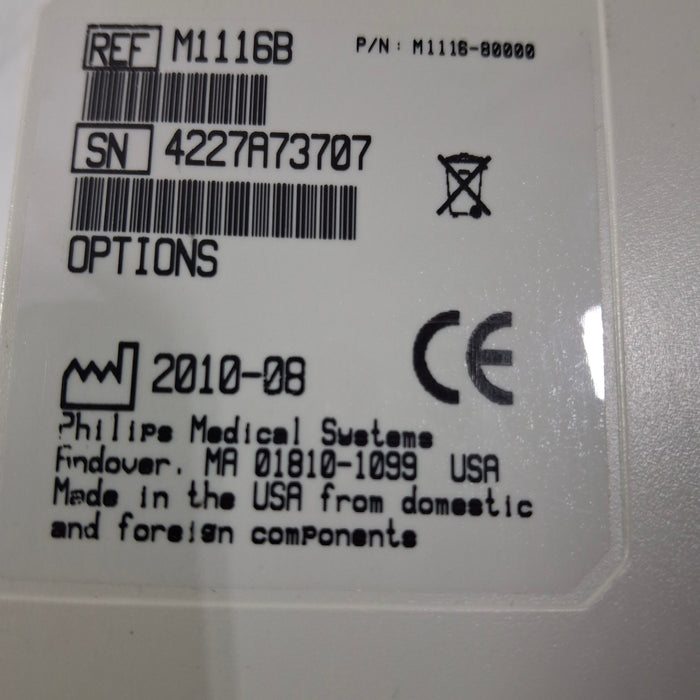 REF M1116B P/N: M1116-80000
SN 4227A73707
OPTIONS
CE
2010-08
Philips Medical Systems
Andover, MA 01810-1099 USA
Made in the USA from domestic
and foreign components